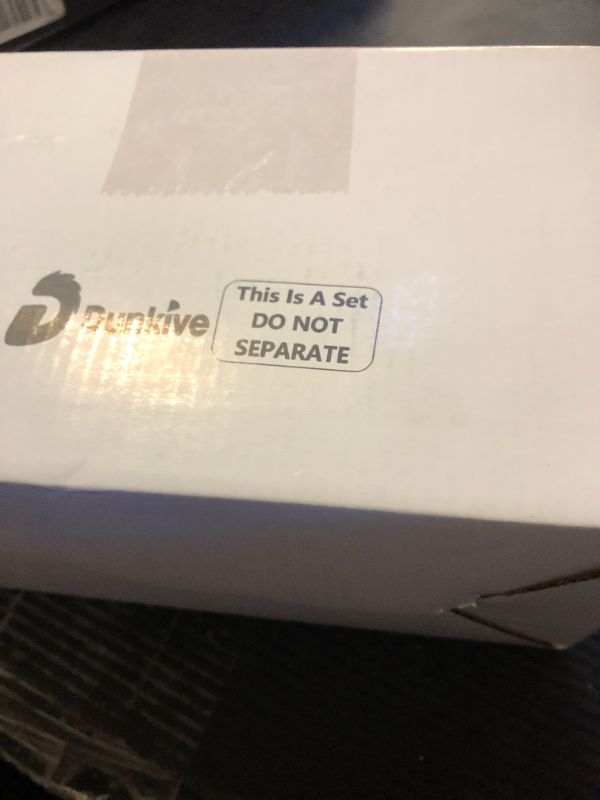 Dunkive
This Is A Set
DO NOT
SEPARATE